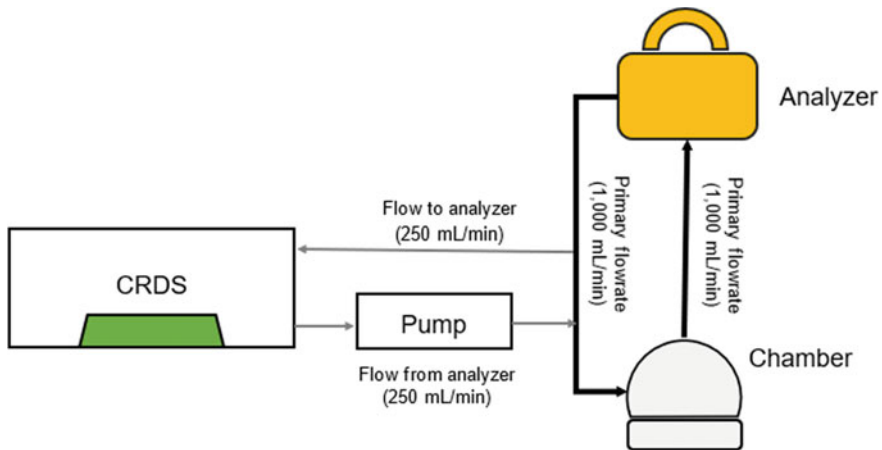 Analyzer
Primary flowrate
(1,000 mL/min)
Primary flowrate
(1,000 mL/min)
Flow to analyzer
(250 mL/min)
CRDS
Pump
Flow from analyzer
(250 mL/min)
Chamber